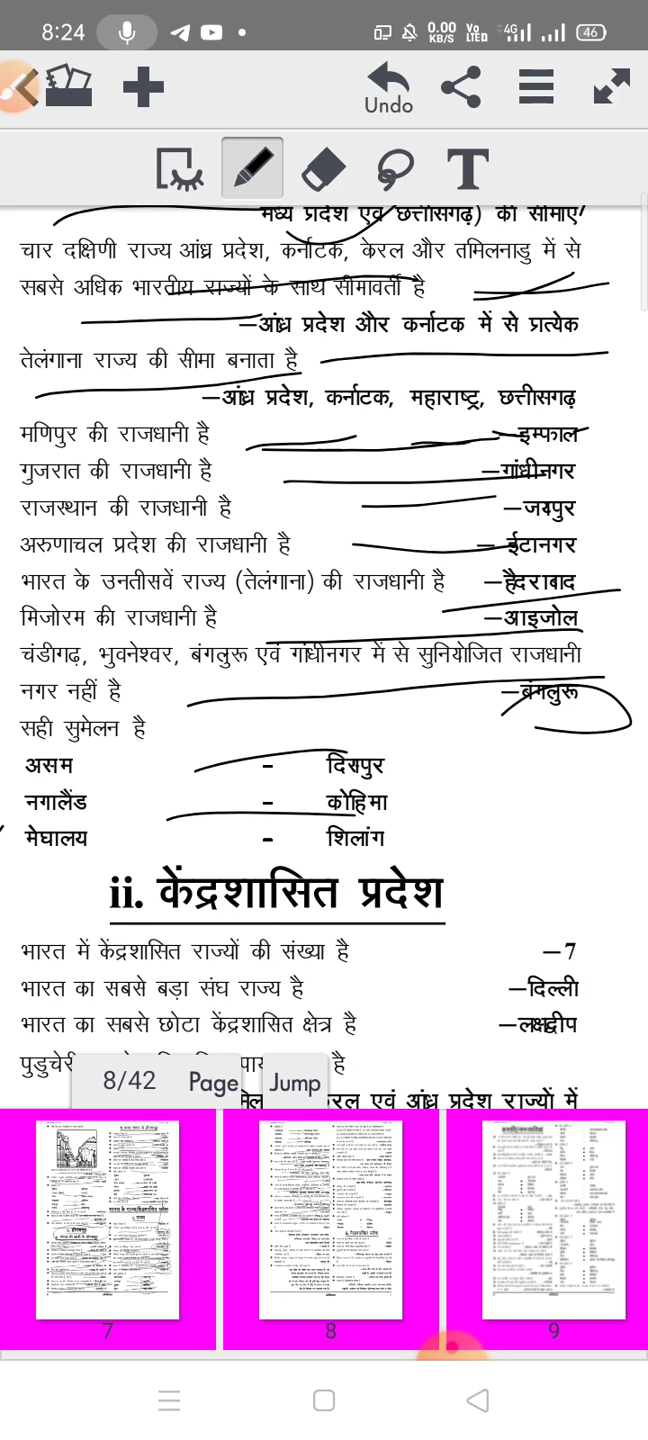 8:24
0.00 KB/S Vo LTED 4G 46
Undo
T
मध्य प्रदेश एवं छत्तीसगढ़) की सीमाएं
चार दक्षिणी राज्य आंध्र प्रदेश, कर्नाटक, केरल और तमिलनाडु में से
सबसे अधिक भारतीय राज्यों के साथ सीमावर्ती है
–आंध्र प्रदेश और कर्नाटक में से प्रत्येक
तेलंगाना राज्य की सीमा बनाता है
–आंध्र प्रदेश, कर्नाटक, महाराष्ट्र, छत्तीसगढ़
मणिपुर की राजधानी है –इम्फाल
गुजरात की राजधानी है –गांधीनगर
राजस्थान की राजधानी है –जयपुर
अरुणाचल प्रदेश की राजधानी है – ईटानगर
भारत के उनतीसवें राज्य (तेलंगाना) की राजधानी है –हैदराबाद
मिजोरम की राजधानी है –आइजोल
चंडीगढ़, भुवनेश्वर, बंगलुरू एवं गांधीनगर में से सुनियोजित राजधानी
नगर नहीं है –बंगलुरू
सही सुमेलन है
असम - दिसपुर
नगालैंड - कोहिमा
मेघालय - शिलांग
ii. केंद्रशासित प्रदेश
भारत में केंद्रशासित राज्यों की संख्या है –7
भारत का सबसे बड़ा संघ राज्य है –दिल्ली
भारत का सबसे छोटा केंद्रशासित क्षेत्र है –लक्षद्वीप
पुडुचेरी है
8/42 Page Jump
एवं आंध्र प्रदेश राज्यों में
7 8 9